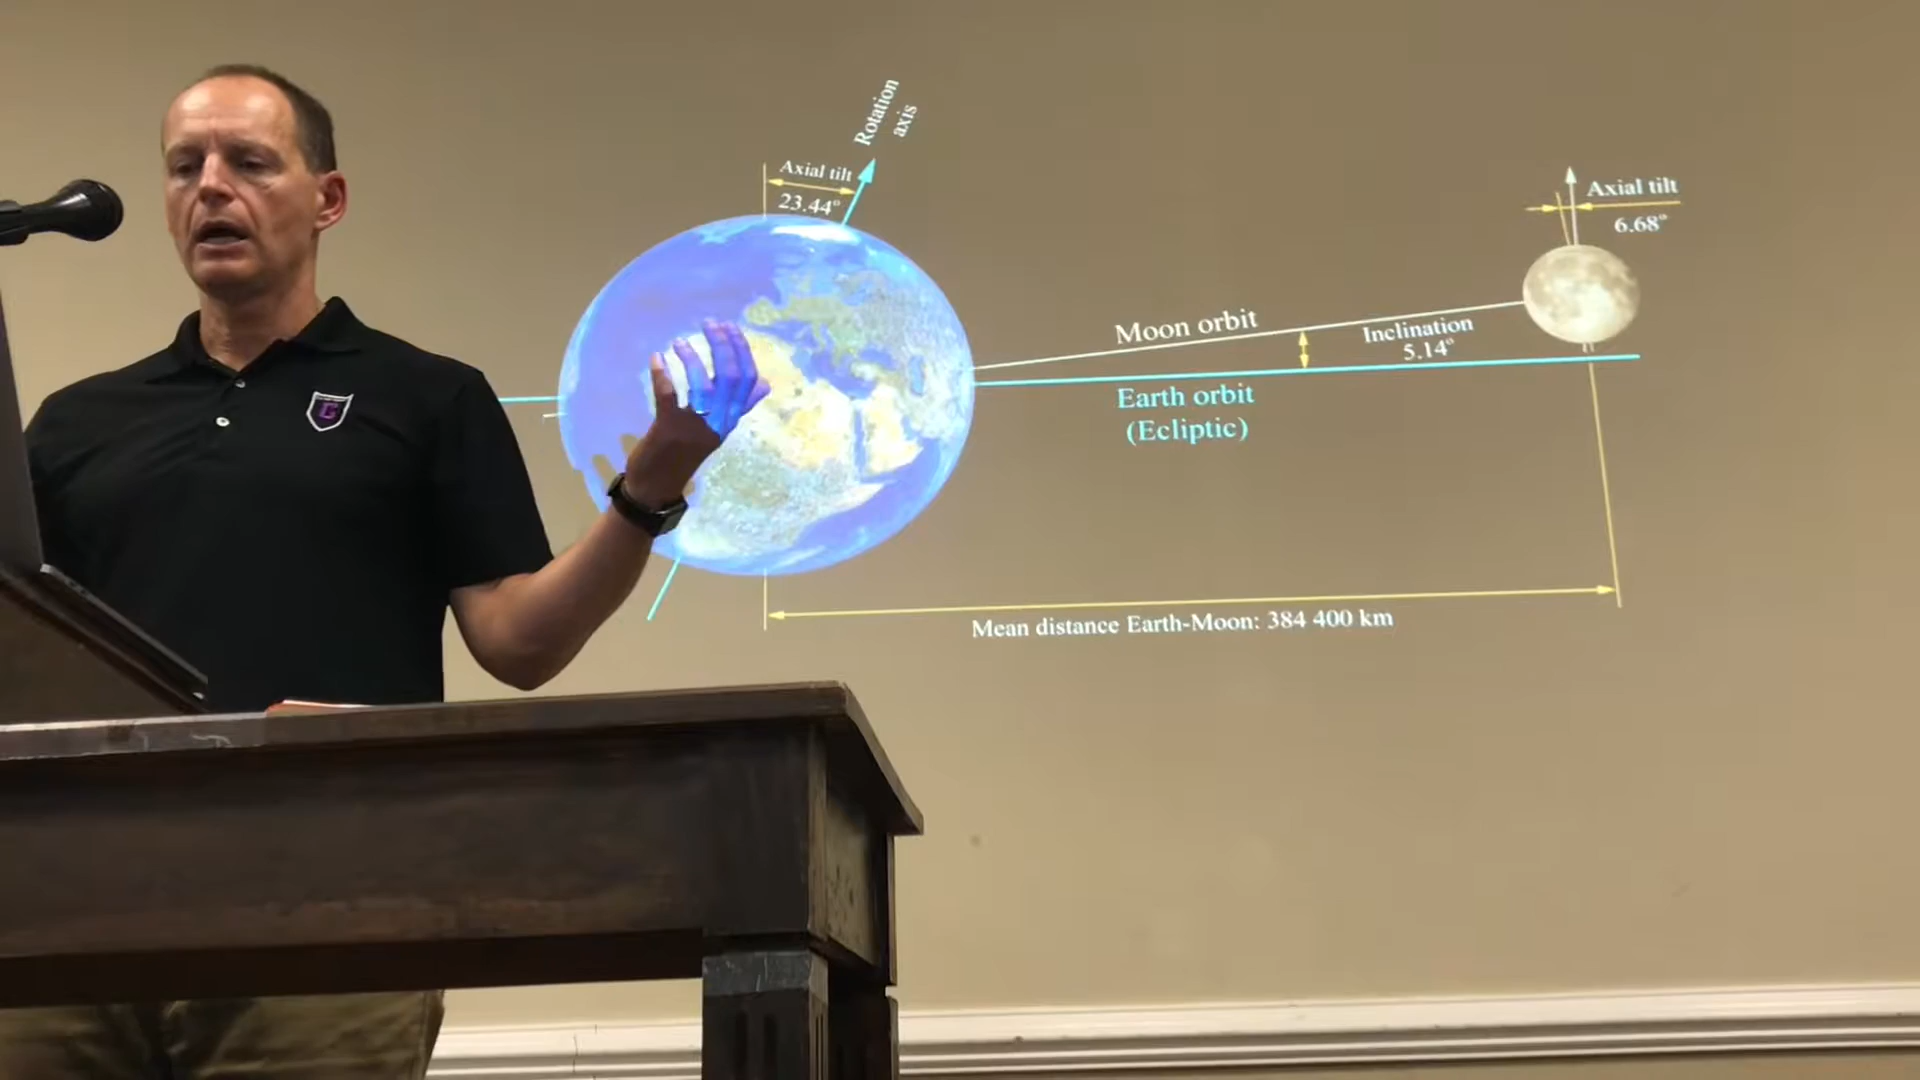 Rotation
axis
Axial tilt
23.44°
Axial tilt
6.68°
Moon orbit
Inclination
5.14°
Earth orbit
(Ecliptic)
Mean distance Earth-Moon: 384 400 km
C